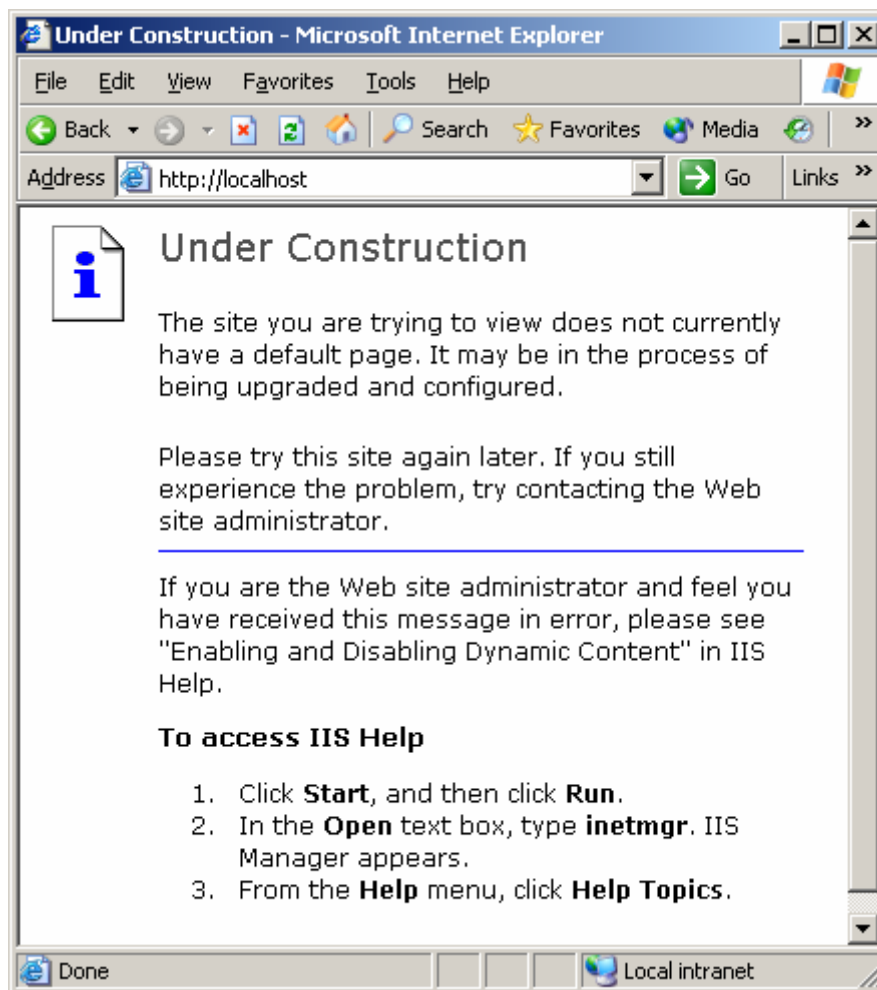 Under Construction - Microsoft Internet Explorer
File Edit View Favorites Tools Help
Back Search Favorites Media »
Address http://localhost Go Links »
Under Construction
The site you are trying to view does not currently
have a default page. It may be in the process of
being upgraded and configured.
Please try this site again later. If you still
experience the problem, try contacting the Web
site administrator.
If you are the Web site administrator and feel you
have received this message in error, please see
"Enabling and Disabling Dynamic Content" in IIS
Help.
To access IIS Help
1. Click Start, and then click Run.
2. In the Open text box, type inetmgr. IIS
Manager appears.
3. From the Help menu, click Help Topics.
Done Local intranet